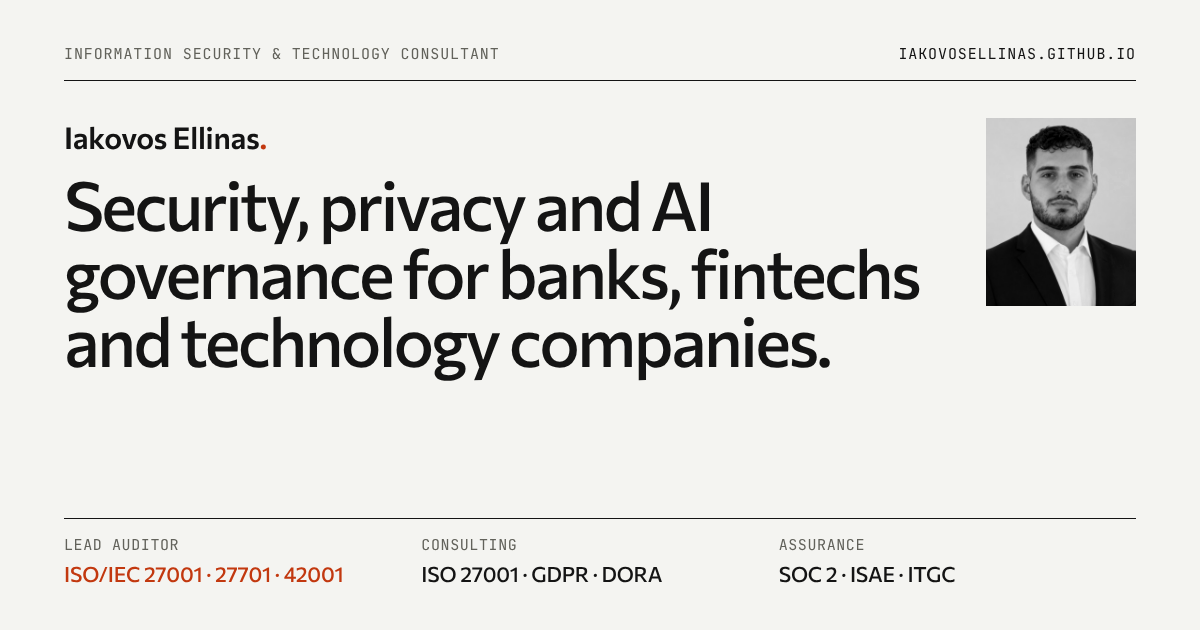 INFORMATION SECURITY & TECHNOLOGY CONSULTANT
IAKOVOSELLINAS.GITHUB.IO
Iakovos Ellinas.
Security, privacy and AI
governance for banks, fintechs
and technology companies.
LEAD AUDITOR
ISO/IEC 27001 · 27701 · 42001
CONSULTING
ISO 27001 · GDPR · DORA
ASSURANCE
SOC 2 · ISAE · ITGC